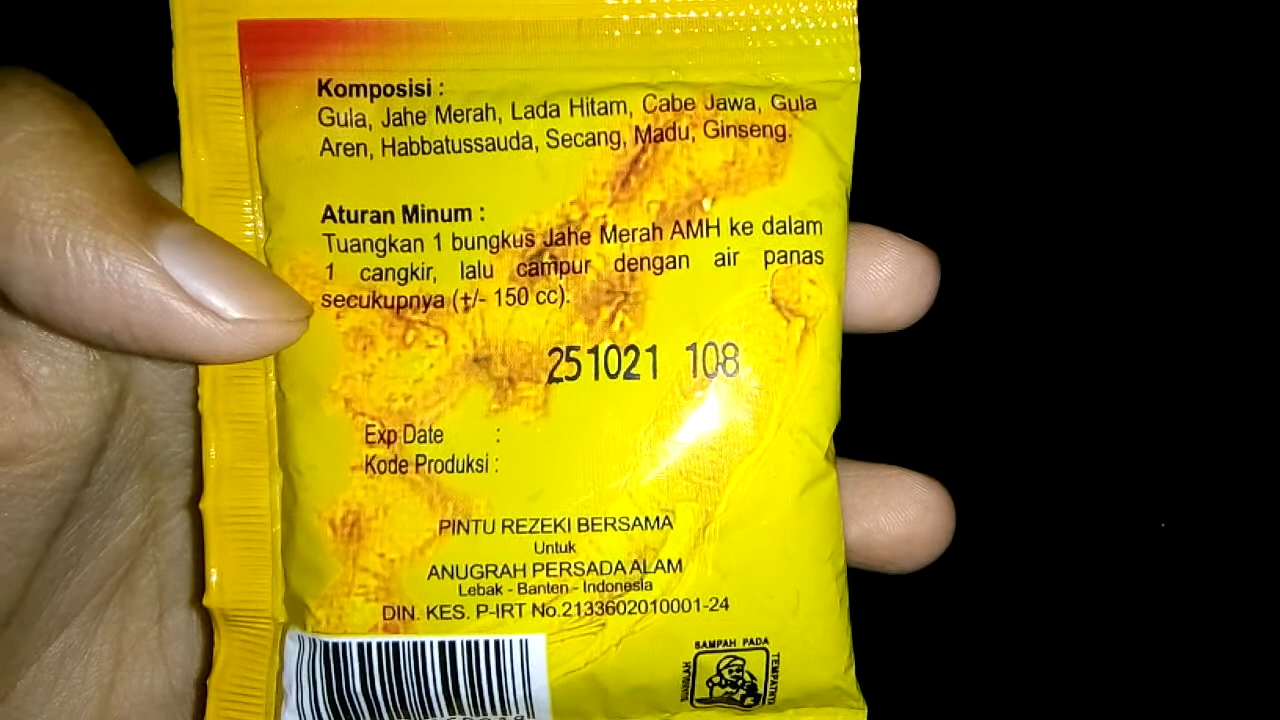 Komposisi :
Gula, Jahe Merah, Lada Hitam, Cabe Jawa, Gula
Aren, Habbatussauda, Secang, Madu, Ginseng.
Aturan Minum :
Tuangkan 1 bungkus Jahe Merah AMH ke dalam
1 cangkir, lalu campur dengan air panas
secukupnya (+/- 150 cc).
251021 108
Exp Date :
Kode Produksi :
PINTU REZEKI BERSAMA
Untuk
ANUGRAH PERSADA ALAM
Lebak - Banten - Indonesia
DIN. KES. P-IRT No.2133602010001-24
SAMPAH PADA
TEMPATNYA